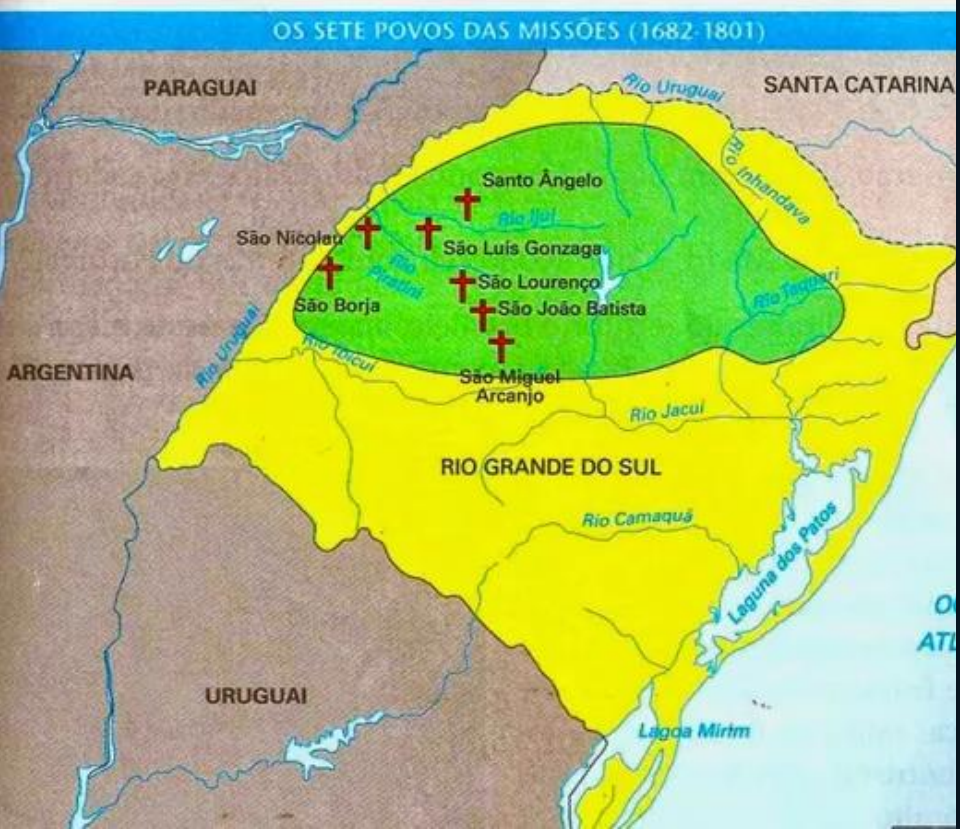 OS SETE POVOS DAS MISSÕES (1682-1801)
PARAGUAI
Rio Uruguai
SANTA CATARINA
Rio Inhandava
Santo Ângelo
Rio Ijuí
São Nicolau
São Luís Gonzaga
Rio
Piratini
São Lourenço
São Borja
São João Batista
Rio Taquari
Rio Uruguai
Rio Ibicuí
ARGENTINA
São Miguel
Arcanjo
Rio Jacuí
RIO GRANDE DO SUL
Rio Camaquã
Laguna dos Patos
URUGUAI
Lagoa Mirim